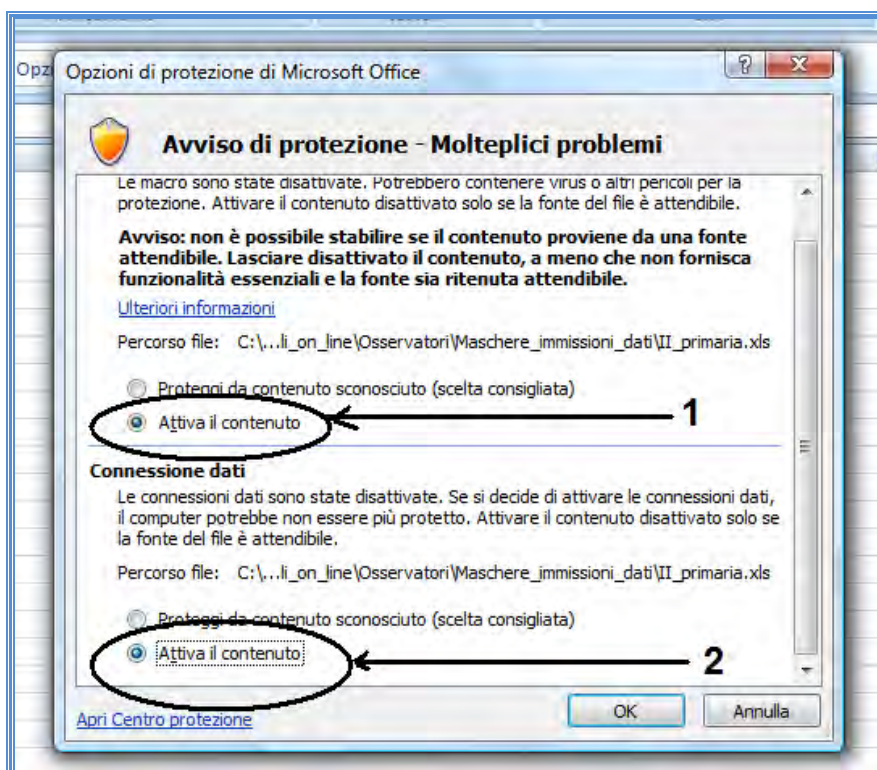 Opzi
Opzioni di protezione di Microsoft Office
Avviso di protezione - Molteplici problemi
Le macro sono state disattivate. Potrebbero contenere virus o altri pericoli per la
protezione. Attivare il contenuto disattivato solo se la fonte del file è attendibile.
Avviso: non è possibile stabilire se il contenuto proviene da una fonte
attendibile. Lasciare disattivato il contenuto, a meno che non fornisca
funzionalità essenziali e la fonte sia ritenuta attendibile.
Ulteriori informazioni
Percorso file: C:\...li_on_line\Osservatori\Maschere_immissioni_dati\II_primaria.xls
Proteggi da contenuto sconosciuto (scelta consigliata)
Attiva il contenuto
1
Connessione dati
Le connessioni dati sono state disattivate. Se si decide di attivare le connessioni dati,
il computer potrebbe non essere più protetto. Attivare il contenuto disattivato solo se
la fonte del file è attendibile.
Percorso file: C:\...li_on_line\Osservatori\Maschere_immissioni_dati\II_primaria.xls
Proteggi da contenuto sconosciuto (scelta consigliata)
Attiva il contenuto
2
Apri Centro protezione
OK
Annulla